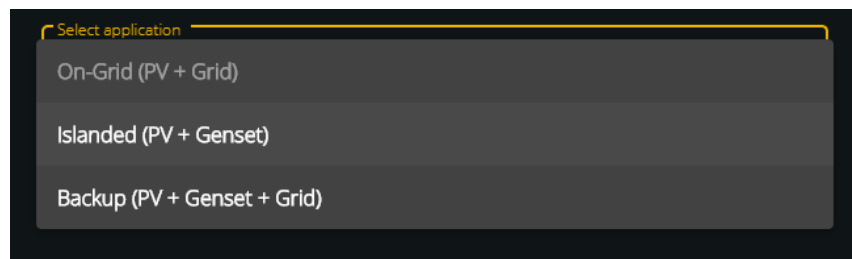 Select application
On-Grid (PV + Grid)
Islanded (PV + Genset)
Backup (PV + Genset + Grid)